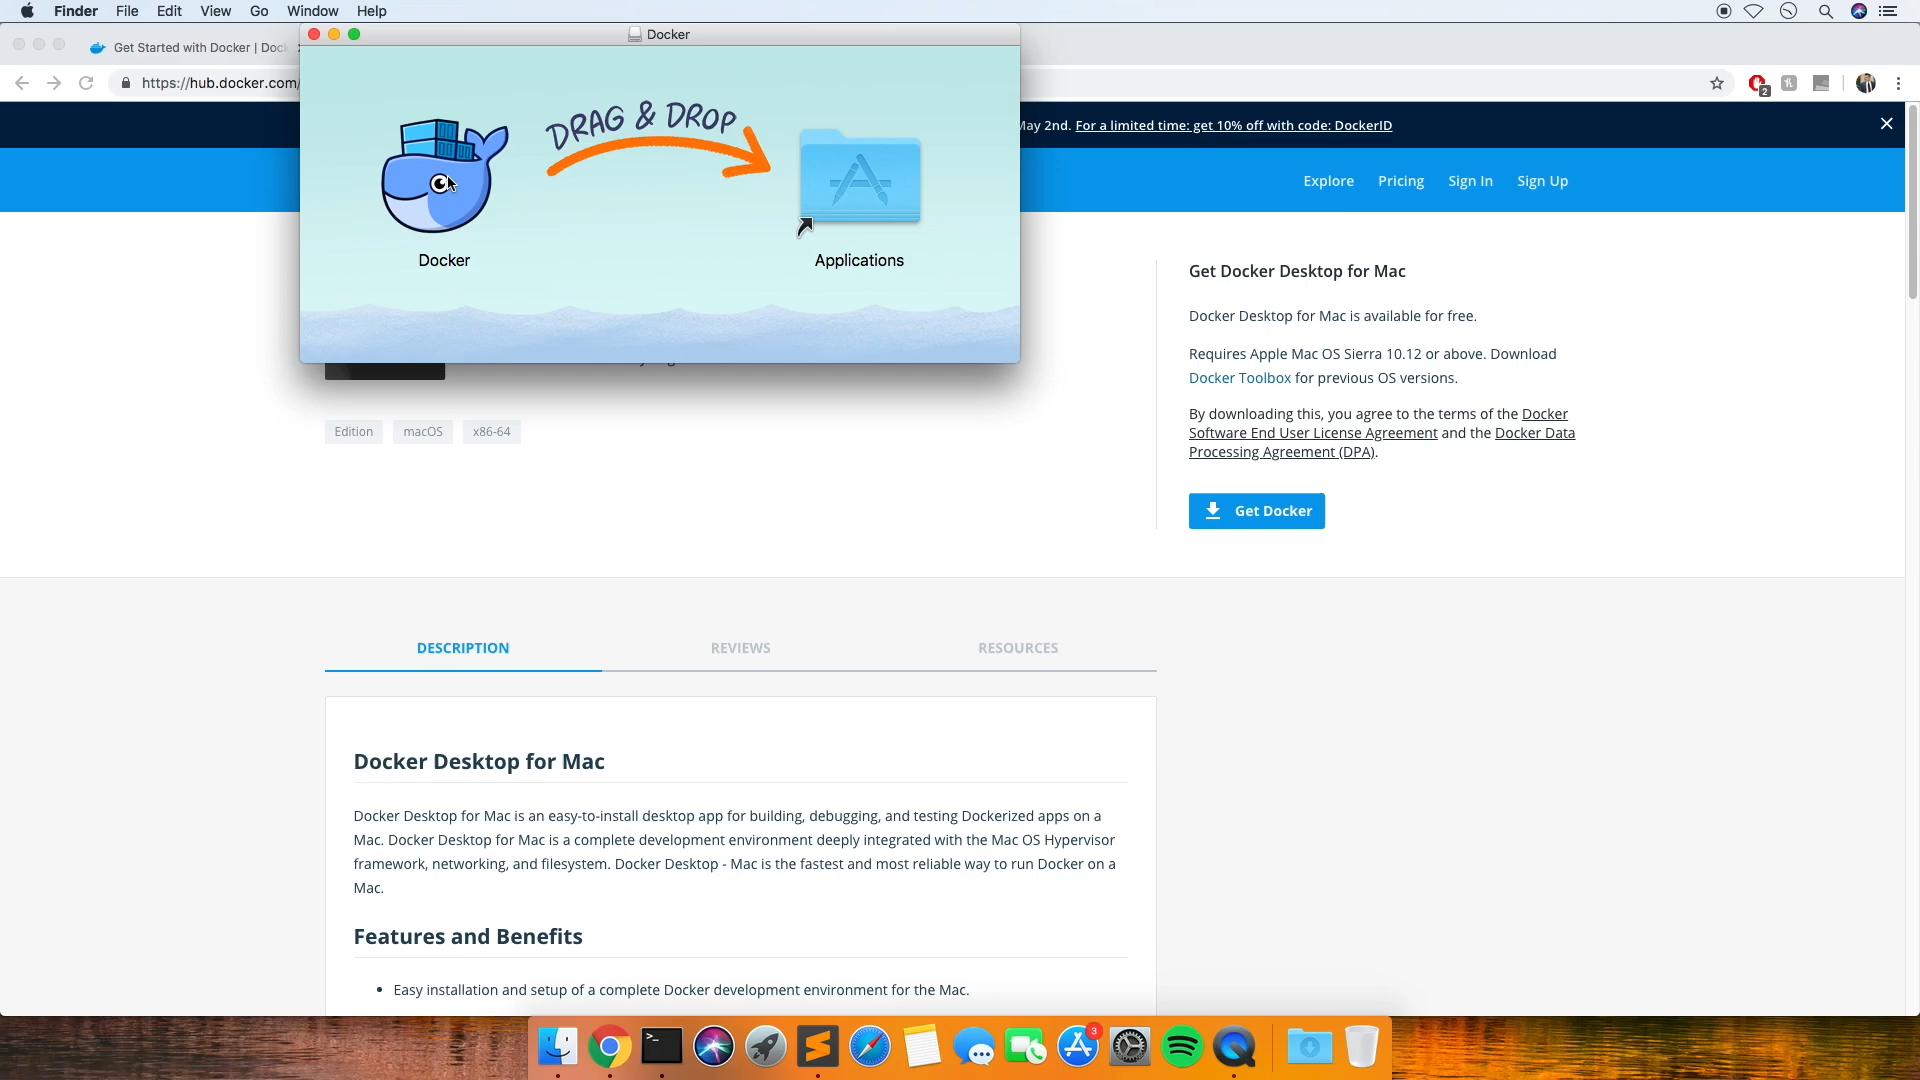 Finder File Edit View Go Window Help
Docker
Get Started with Docker | Dock
https://hub.docker.com/
2
DRAG & DROP
May 2nd. For a limited time: get 10% off with code: DockerID
Explore Pricing Sign In Sign Up
Docker
Applications
Get Docker Desktop for Mac
Docker Desktop for Mac is available for free.
Requires Apple Mac OS Sierra 10.12 or above. Download
Docker Toolbox for previous OS versions.
By downloading this, you agree to the terms of the Docker
Software End User License Agreement and the Docker Data
Processing Agreement (DPA).
Edition macOS x86-64
Get Docker
DESCRIPTION REVIEWS RESOURCES
Docker Desktop for Mac
Docker Desktop for Mac is an easy-to-install desktop app for building, debugging, and testing Dockerized apps on a
Mac. Docker Desktop for Mac is a complete development environment deeply integrated with the Mac OS Hypervisor
framework, networking, and filesystem. Docker Desktop - Mac is the fastest and most reliable way to run Docker on a
Mac.
Features and Benefits
• Easy installation and setup of a complete Docker development environment for the Mac.
3